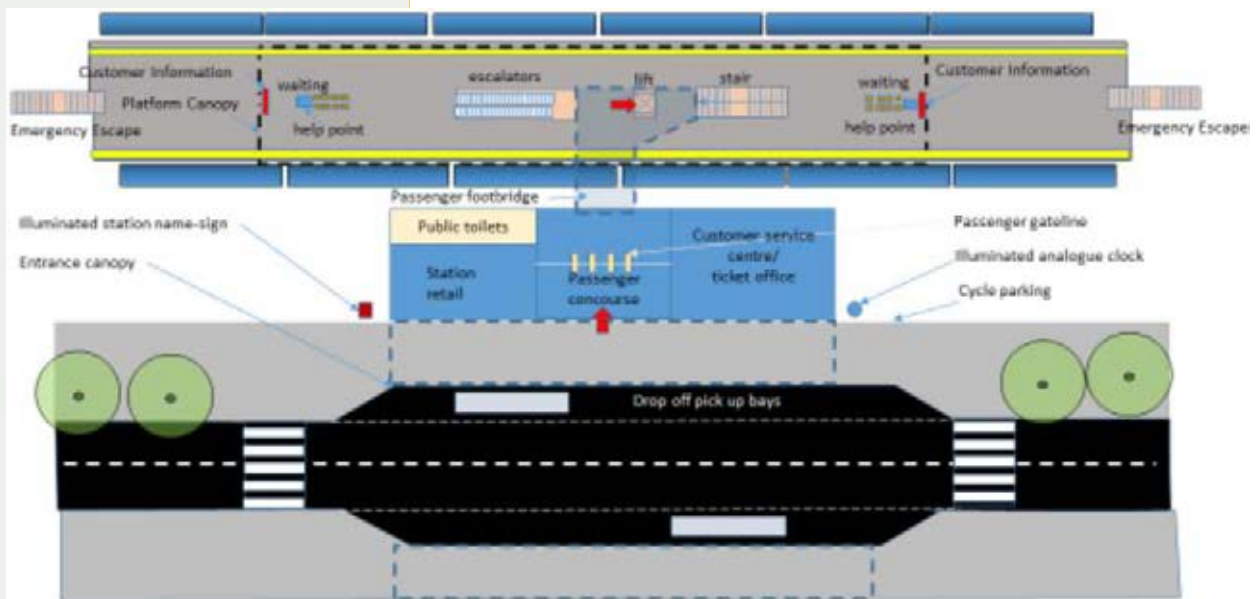 escalators
lift
stair
Customer Information
waiting
waiting
Customer Information
Platform Canopy
help point
help point
Emergency Escape
Emergency Escape
Passenger footbridge
Illuminated station name-sign
Public toilets
Passenger gateline
Customer service
centre/
ticket office
Entrance canopy
Station
retail
Passenger
concourse
Illuminated analogue clock
Cycle parking
Drop off pick up bays